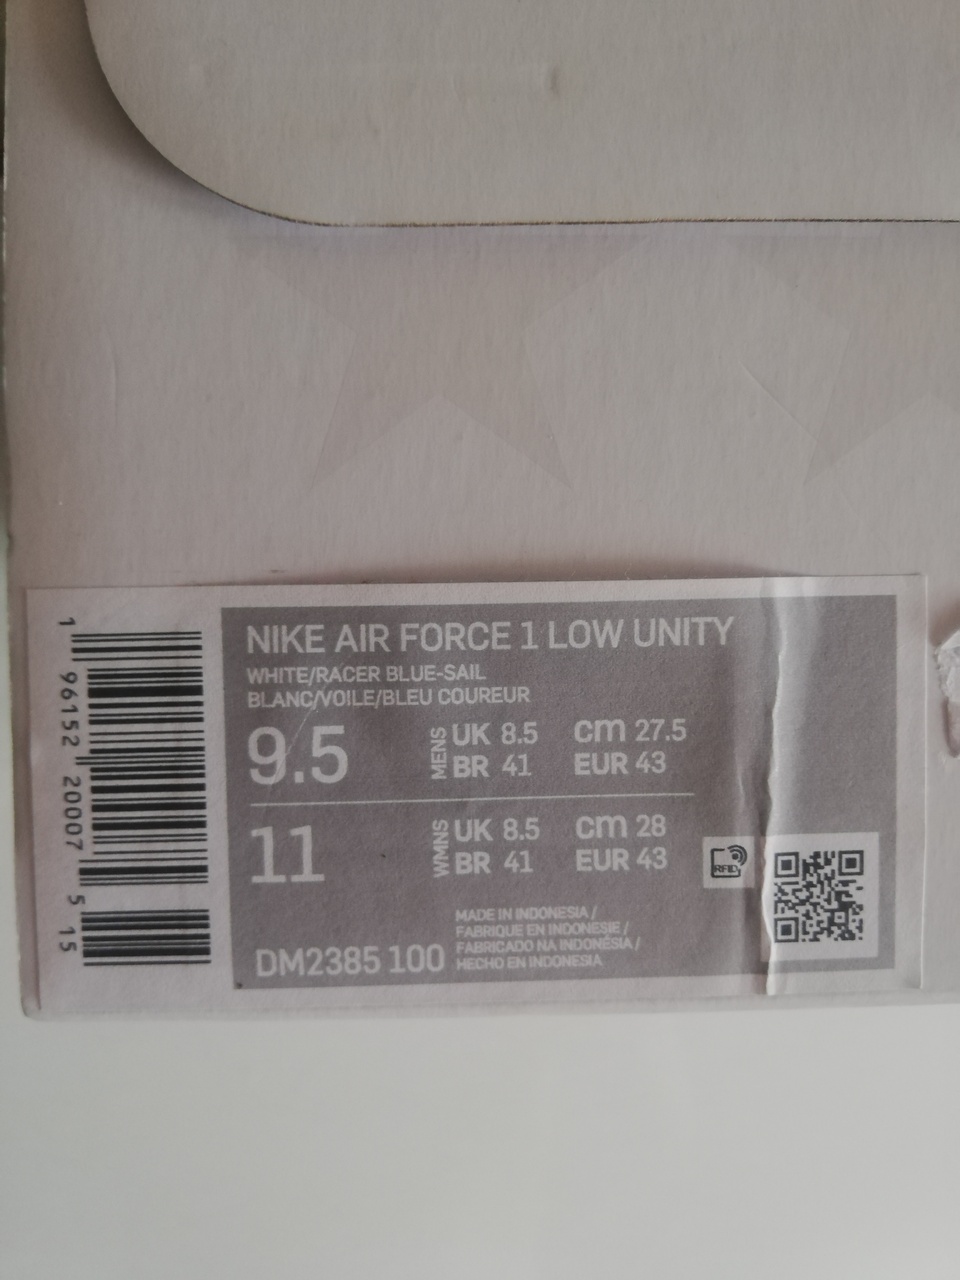 1 96152 20007 5 15
NIKE AIR FORCE 1 LOW UNITY
WHITE/RACER BLUE-SAIL
BLANC/VOILE/BLEU COUREUR
9.5
MENS
UK 8.5 cm 27.5
BR 41 EUR 43
11
WMNS
UK 8.5 cm 28
BR 41 EUR 43
RFID
MADE IN INDONESIA /
FABRIQUE EN INDONESIE /
FABRICADO NA INDONÉSIA /
HECHO EN INDONESIA
DM2385 100